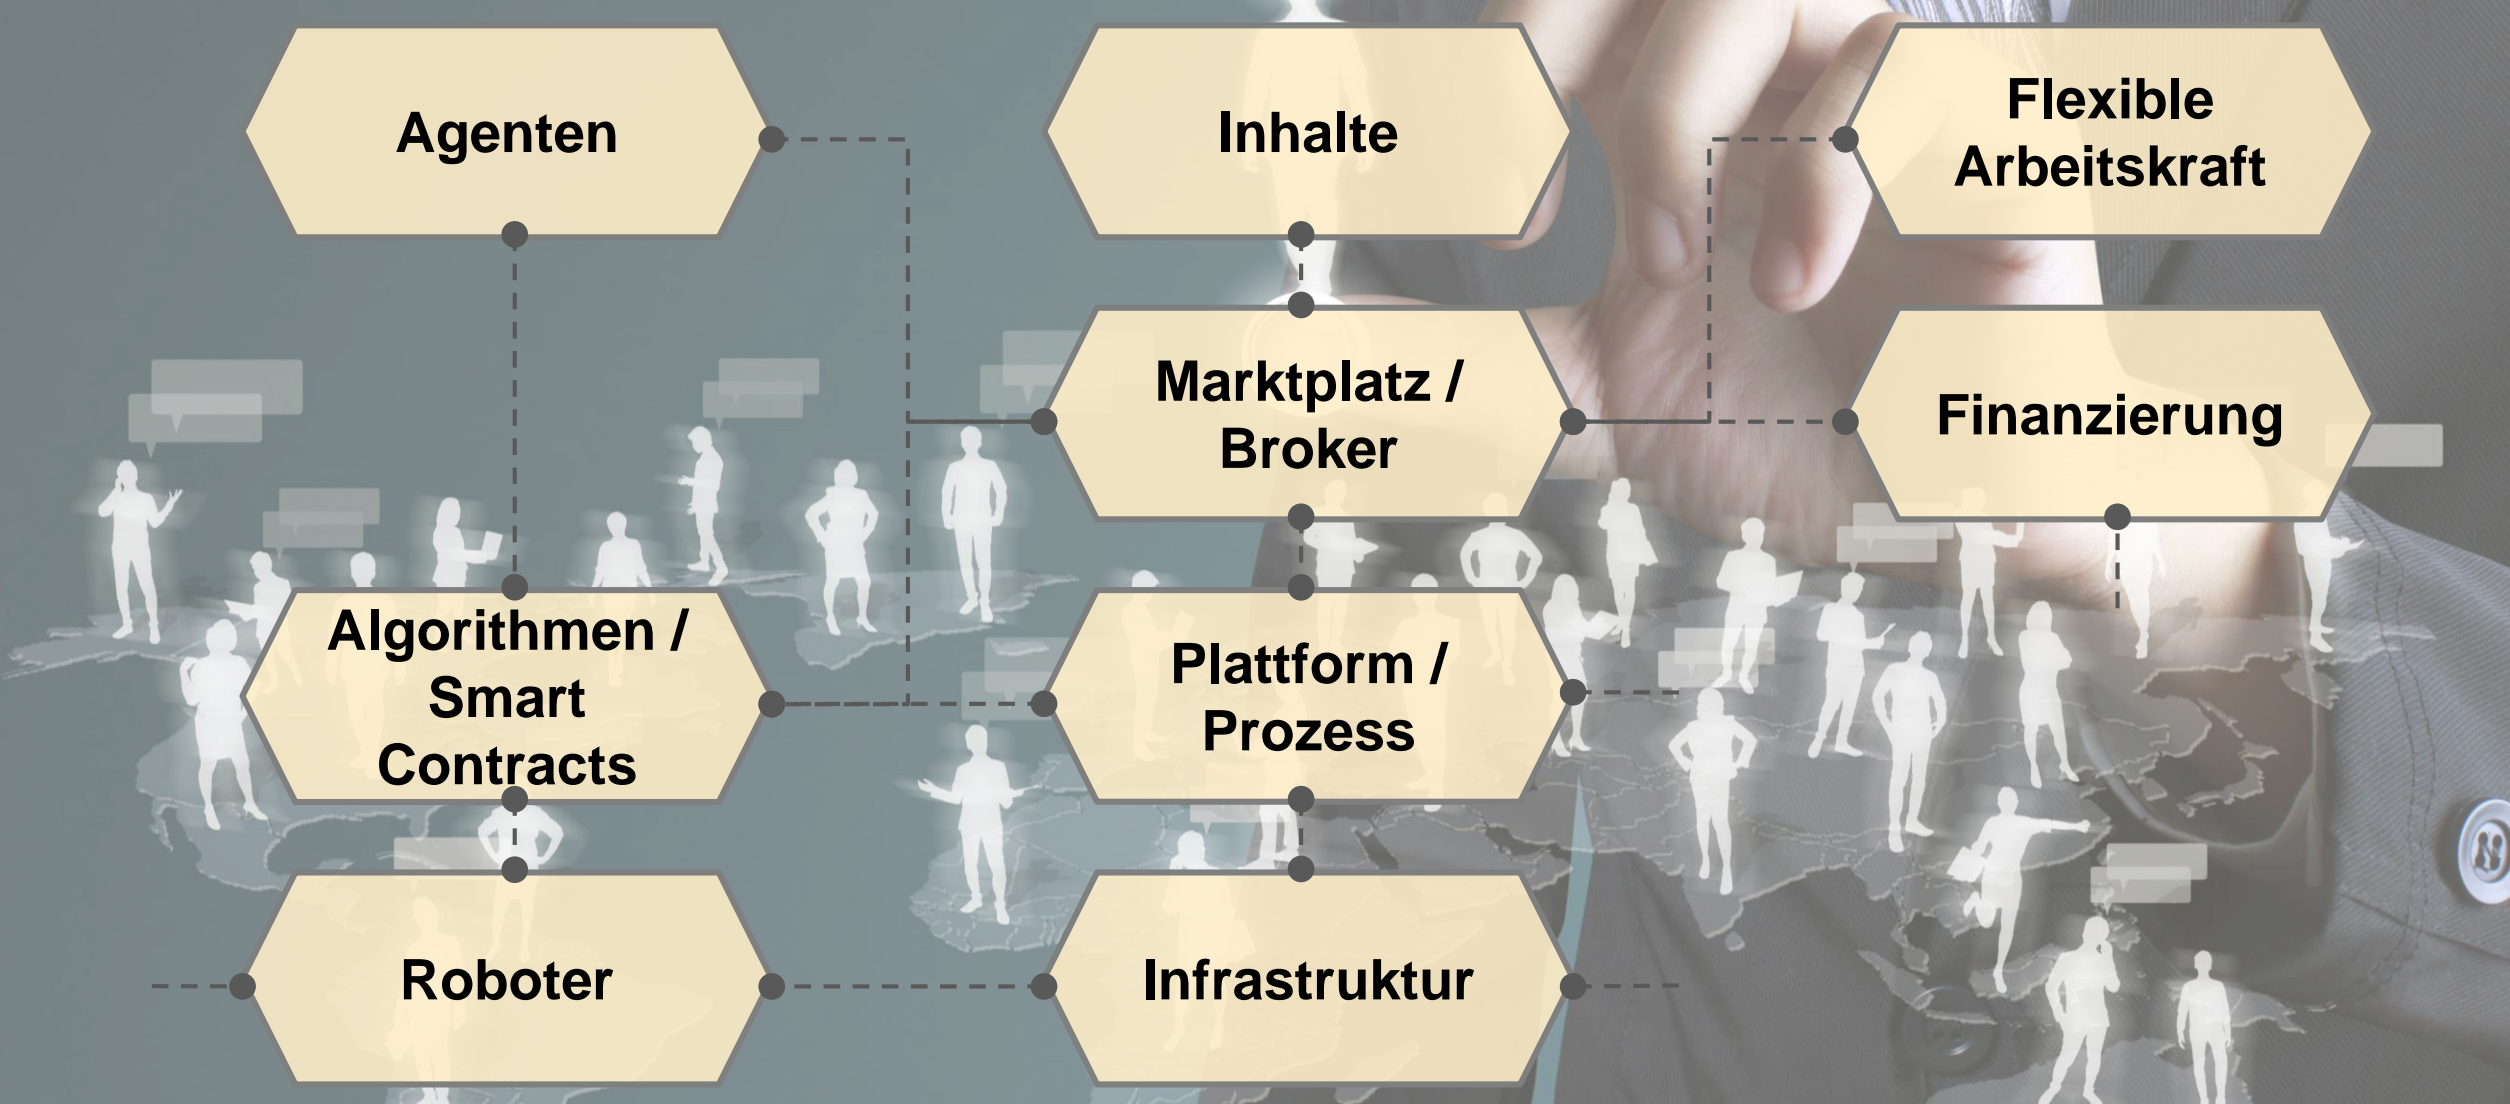 Agenten
Inhalte
Flexible
Arbeitskraft
Marktplatz /
Broker
Finanzierung
Algorithmen /
Smart
Contracts
Plattform /
Prozess
Roboter
Infrastruktur